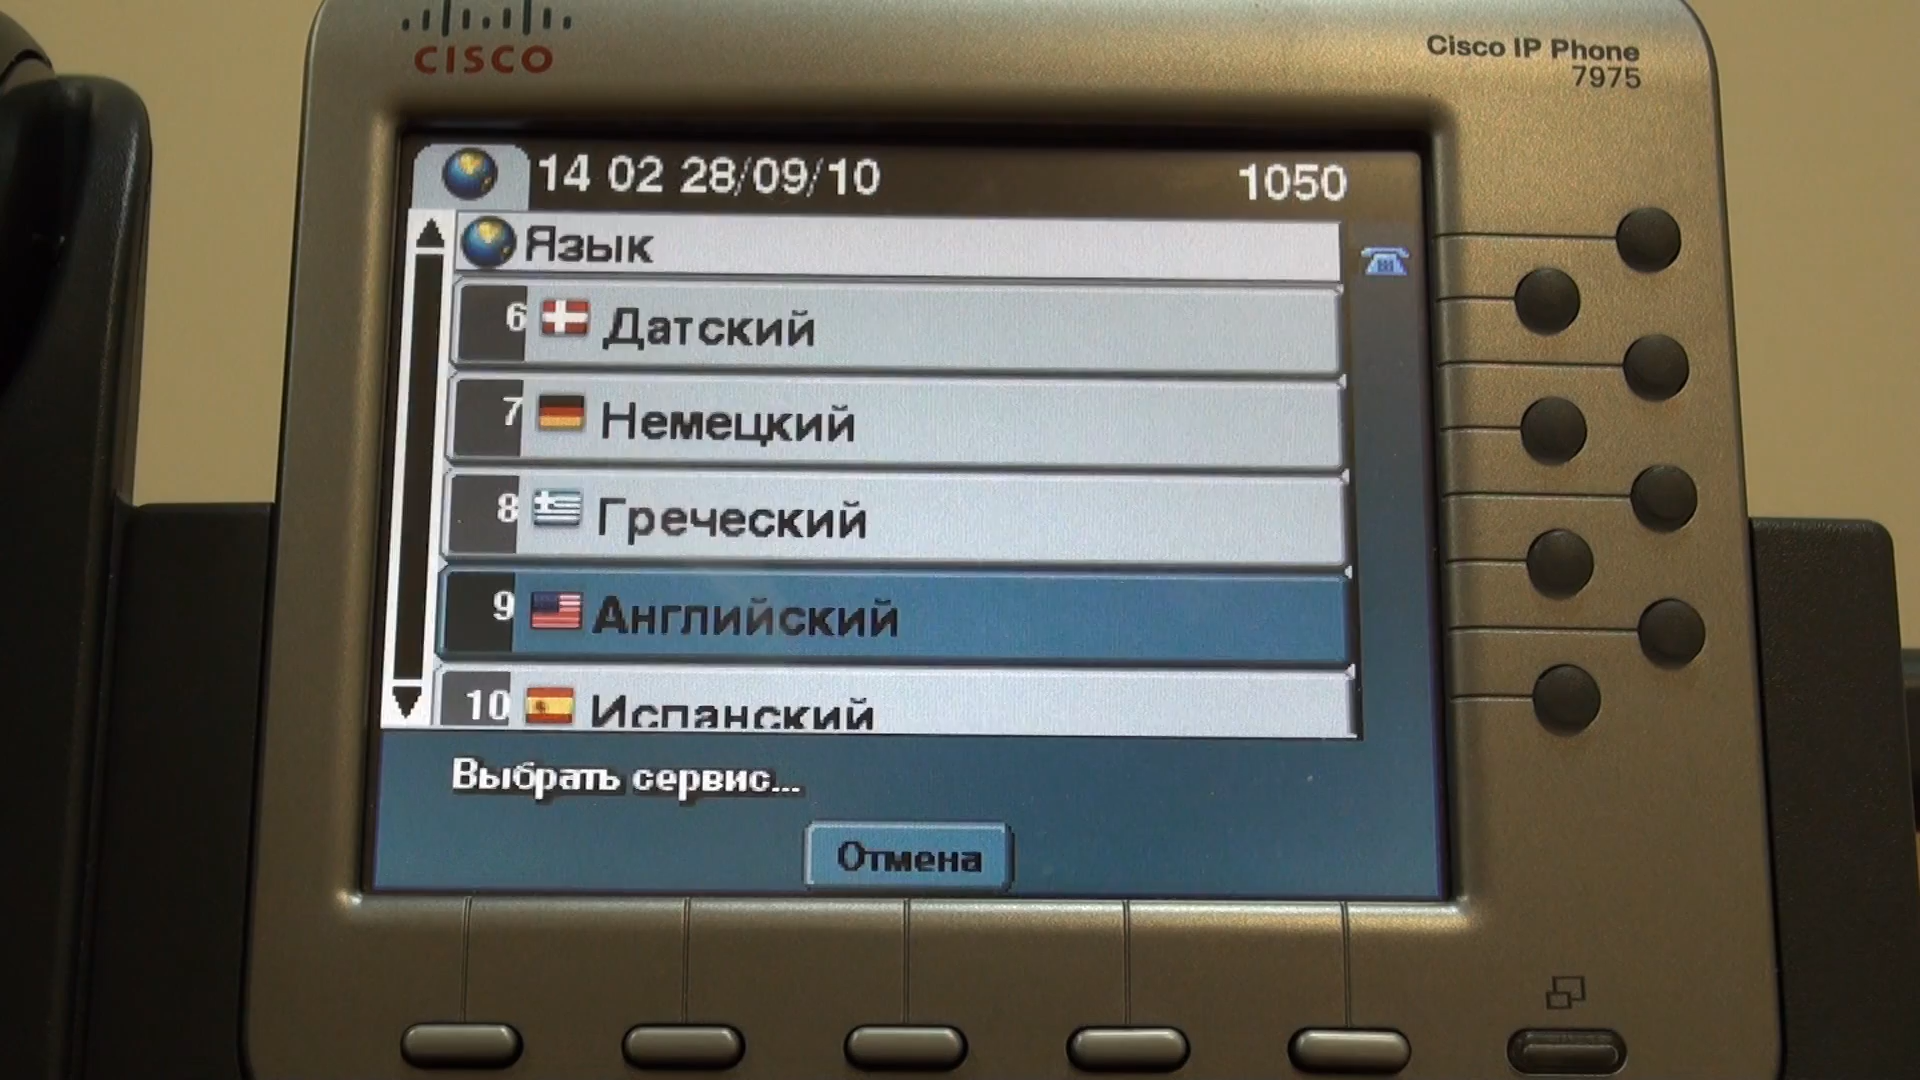 CISCO
Cisco IP Phone
7975
14 02 28/09/10 1050
Язык
6 Датский
7 Немецкий
8 Греческий
9 Английский
10 Испанский
Выбрать сервис...
Отмена